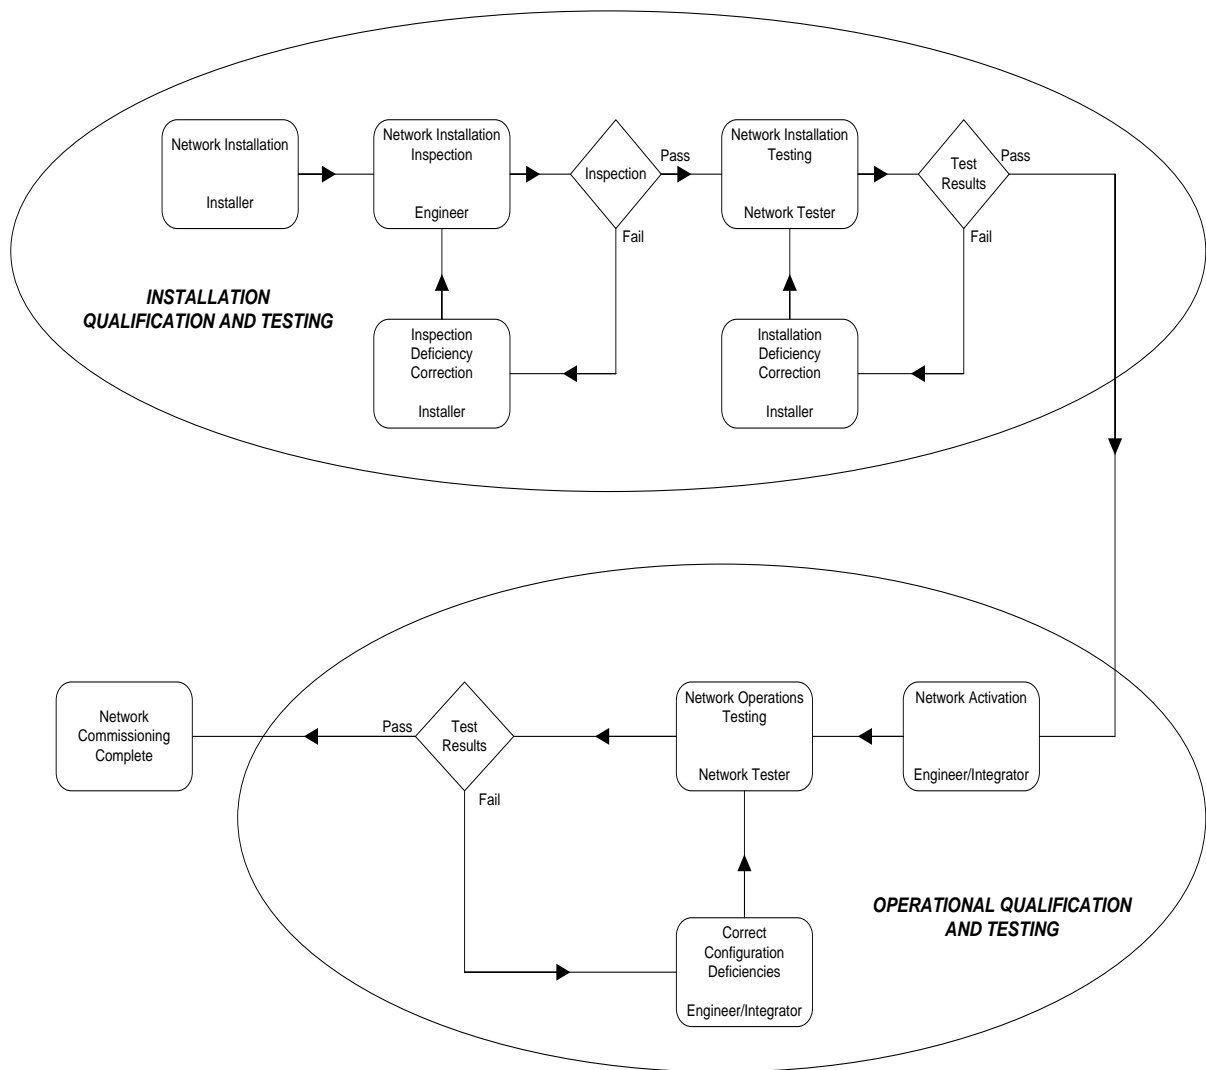 Network Installation
Installer
Network Installation
Inspection
Engineer
Inspection
Pass
Fail
Network Installation
Testing
Network Tester
Test
Results
Pass
Fail
INSTALLATION
QUALIFICATION AND TESTING
Inspection
Deficiency
Correction
Installer
Installation
Deficiency
Correction
Installer
Network
Commissioning
Complete
Pass
Test
Results
Fail
Network Operations
Testing
Network Tester
Network Activation
Engineer/Integrator
OPERATIONAL QUALIFICATION
AND TESTING
Correct
Configuration
Deficiencies
Engineer/Integrator